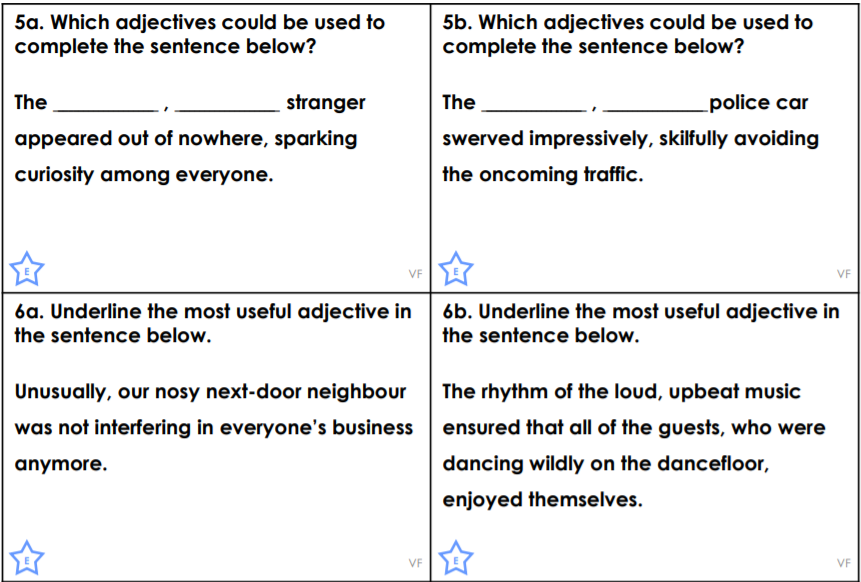 5a. Which adjectives could be used to
complete the sentence below?
The __________ , __________ stranger
appeared out of nowhere, sparking
curiosity among everyone.
E
VF
5b. Which adjectives could be used to
complete the sentence below?
The __________ , __________police car
swerved impressively, skilfully avoiding
the oncoming traffic.
E
VF
6a. Underline the most useful adjective in
the sentence below.
Unusually, our nosy next-door neighbour
was not interfering in everyone's business
anymore.
E
VF
6b. Underline the most useful adjective in
the sentence below.
The rhythm of the loud, upbeat music
ensured that all of the guests, who were
dancing wildly on the dancefloor,
enjoyed themselves.
E
VF